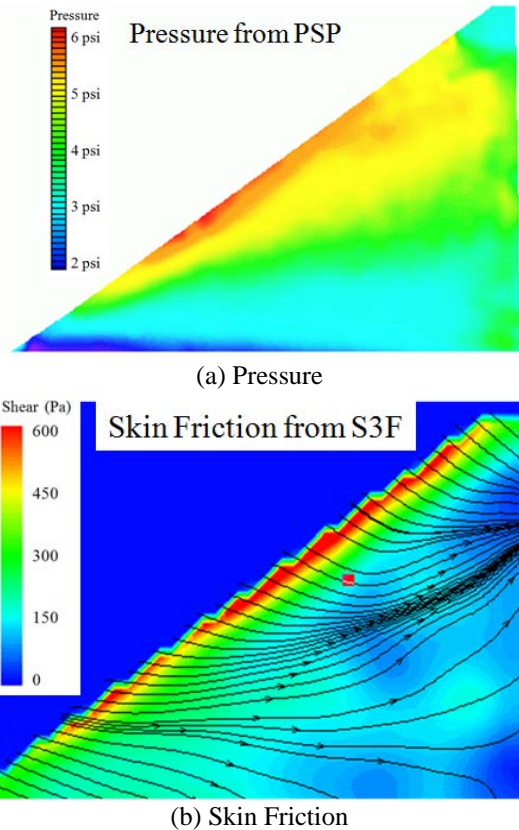 Pressure
Pressure from PSP
6 psi
5 psi
4 psi
3 psi
2 psi
(a) Pressure
Shear (Pa)
Skin Friction from S3F
600
450
300
150
0
(b) Skin Friction